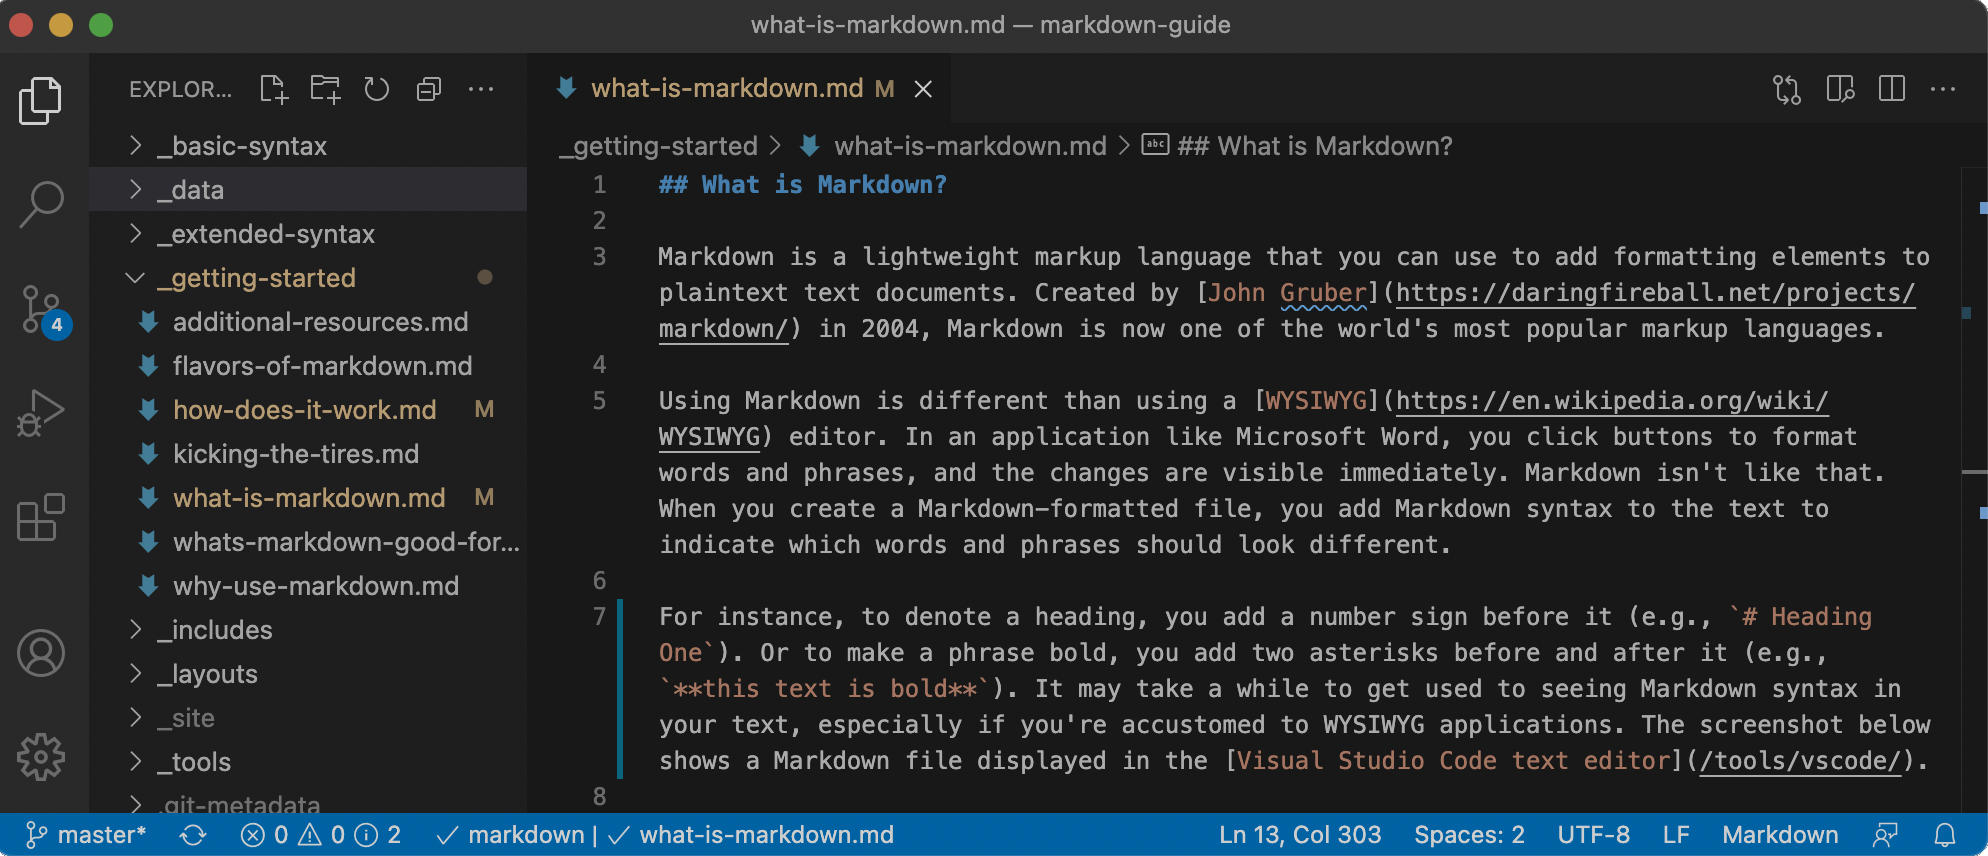 what-is-markdown.md — markdown-guide
EXPLOR...
what-is-markdown.md M
_getting-started > what-is-markdown.md > abc ## What is Markdown?
_basic-syntax
_data
_extended-syntax
_getting-started
additional-resources.md
flavors-of-markdown.md
how-does-it-work.md M
kicking-the-tires.md
what-is-markdown.md M
whats-markdown-good-for...
why-use-markdown.md
_includes
_layouts
_site
_tools
.git-metadata
4
1 ## What is Markdown?
2
3 Markdown is a lightweight markup language that you can use to add formatting elements to
plaintext text documents. Created by [John Gruber](https://daringfireball.net/projects/
markdown/) in 2004, Markdown is now one of the world's most popular markup languages.
4
5 Using Markdown is different than using a [WYSIWYG](https://en.wikipedia.org/wiki/
WYSIWYG) editor. In an application like Microsoft Word, you click buttons to format
words and phrases, and the changes are visible immediately. Markdown isn't like that.
When you create a Markdown-formatted file, you add Markdown syntax to the text to
indicate which words and phrases should look different.
6
7 For instance, to denote a heading, you add a number sign before it (e.g., `# Heading
One`). Or to make a phrase bold, you add two asterisks before and after it (e.g.,
`**this text is bold**`). It may take a while to get used to seeing Markdown syntax in
your text, especially if you're accustomed to WYSIWYG applications. The screenshot below
shows a Markdown file displayed in the [Visual Studio Code text editor](/tools/vscode/).
8
master* 0 0 2 markdown | what-is-markdown.md Ln 13, Col 303 Spaces: 2 UTF-8 LF Markdown